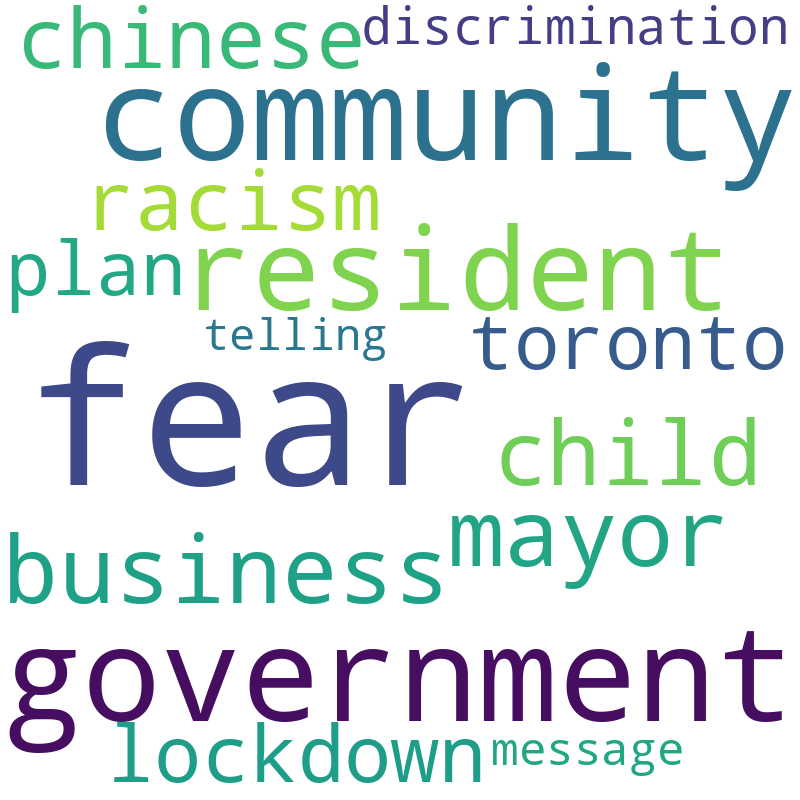 chinese discrimination
community
racism
plan resident
telling toronto
fear
child
mayor
business
government
lockdown message